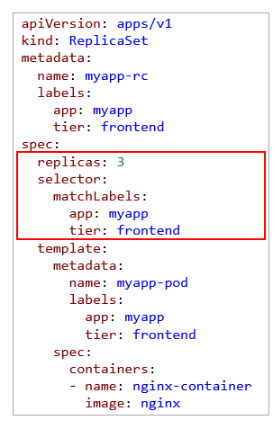 apiVersion: apps/v1
kind: ReplicaSet
metadata:
  name: myapp-rc
  labels:
    app: myapp
    tier: frontend
spec:
  replicas: 3
  selector:
    matchLabels:
      app: myapp
      tier: frontend
  template:
    metadata:
      name: myapp-pod
      labels:
        app: myapp
        tier: frontend
    spec:
      containers:
      - name: nginx-container
        image: nginx